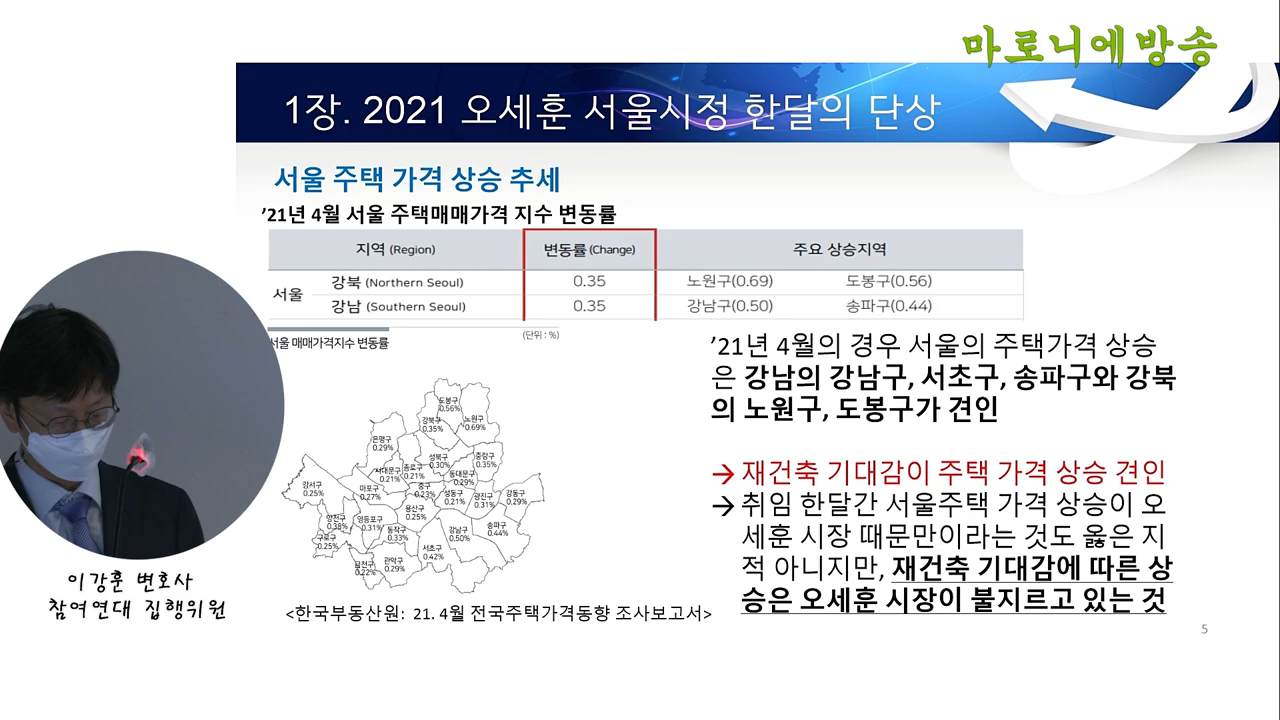 마로니에방송
1장. 2021 오세훈 서울시정 한달의 단상
서울 주택 가격 상승 추세
’21년 4월 서울 주택매매가격 지수 변동률
지역 (Region) 변동률 (Change) 주요 상승지역
서울
강북 (Northern Seoul) 0.35 노원구(0.69) 도봉구(0.56)
강남 (Southern Seoul) 0.35 강남구(0.50) 송파구(0.44)
(단위 : %)
서울 매매가격지수 변동률
도봉구 0.56%
노원구 0.69%
강북구 0.35%
은평구 0.29%
성북구 0.30%
중랑구 0.35%
서대문구 0.21%
종로구 0.21%
동대문구 0.29%
강서구 0.25%
마포구 0.27%
중구 0.23%
성동구 0.21%
광진구 0.31%
강동구 0.29%
용산구 0.25%
양천구 0.38%
영등포구 0.31%
동작구 0.33%
강남구 0.50%
송파구 0.44%
구로구 0.25%
서초구 0.42%
금천구 0.22%
관악구 0.29%
<한국부동산원: 21. 4월 전국주택가격동향 조사보고서>
’21년 4월의 경우 서울의 주택가격 상승
은 강남의 강남구, 서초구, 송파구와 강북
의 노원구, 도봉구가 견인
→ 재건축 기대감이 주택 가격 상승 견인
→ 취임 한달간 서울주택 가격 상승이 오
세훈 시장 때문만이라는 것도 옳은 지
적 아니지만, 재건축 기대감에 따른 상
승은 오세훈 시장이 불지르고 있는 것
5
이강훈 변호사
참여연대 집행위원